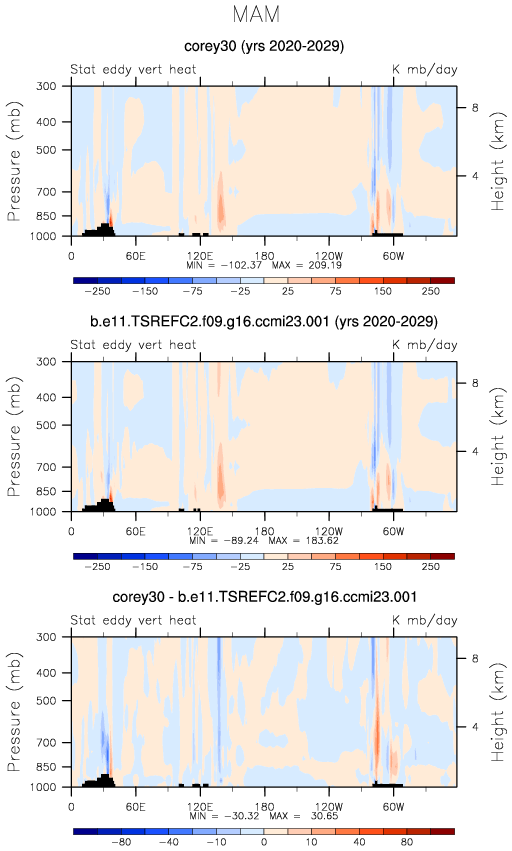 MAM
corey30 (yrs 2020-2029)
Stat eddy vert heat K mb/day
300
400
500
700
850
1000
Pressure (mb)
8
4
Height (km)
0 60E 120E 180 120W 60W
MIN = -102.37 MAX = 209.19
-250 -150 -75 -25 25 75 150 250
b.e11.TSREFC2.f09.g16.ccmi23.001 (yrs 2020-2029)
Stat eddy vert heat K mb/day
300
400
500
700
850
1000
Pressure (mb)
8
4
Height (km)
0 60E 120E 180 120W 60W
MIN = -89.24 MAX = 183.62
-250 -150 -75 -25 25 75 150 250
corey30 - b.e11.TSREFC2.f09.g16.ccmi23.001
Stat eddy vert heat K mb/day
300
400
500
700
850
1000
Pressure (mb)
8
4
Height (km)
0 60E 120E 180 120W 60W
MIN = -30.32 MAX = 30.65
-80 -40 -10 0 10 40 80